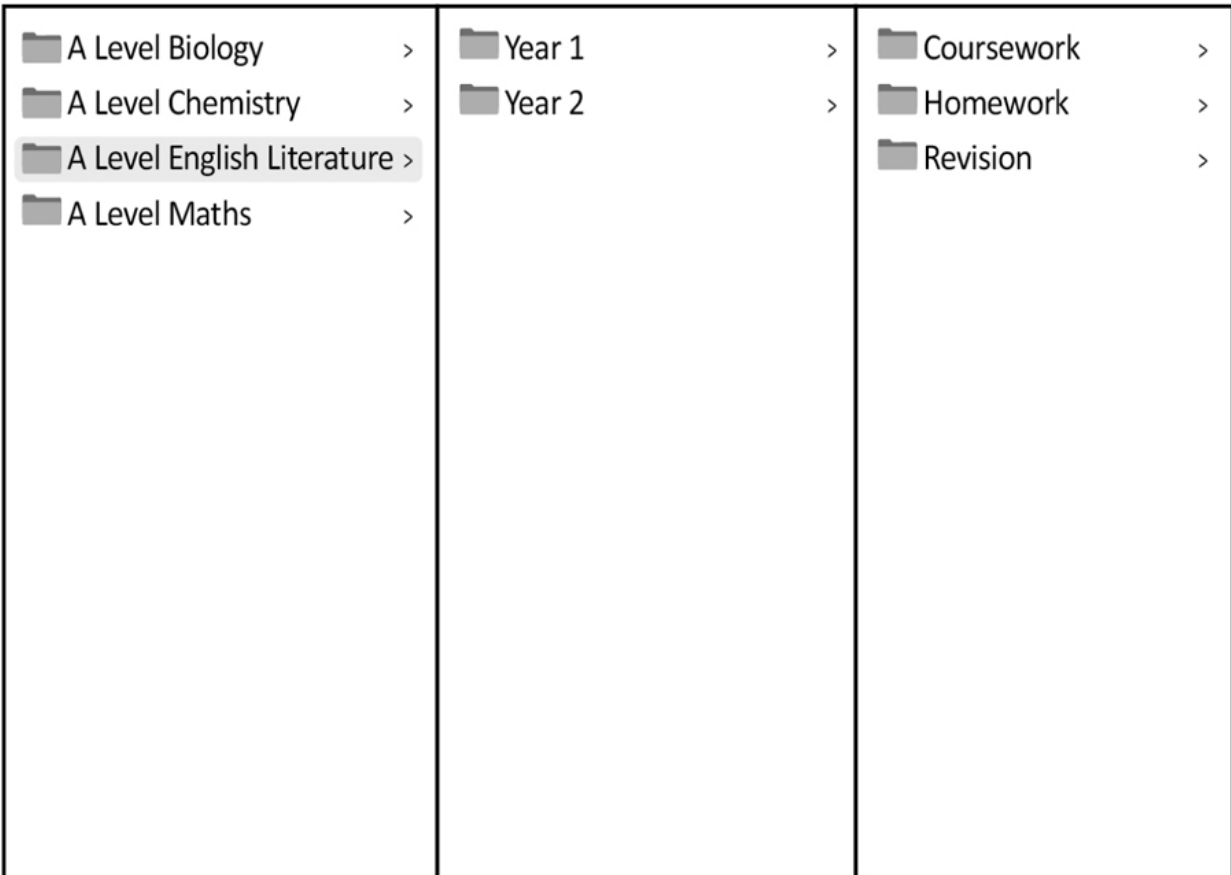 A Level Biology >
A Level Chemistry >
A Level English Literature >
A Level Maths >
Year 1 >
Year 2 >
Coursework >
Homework >
Revision >